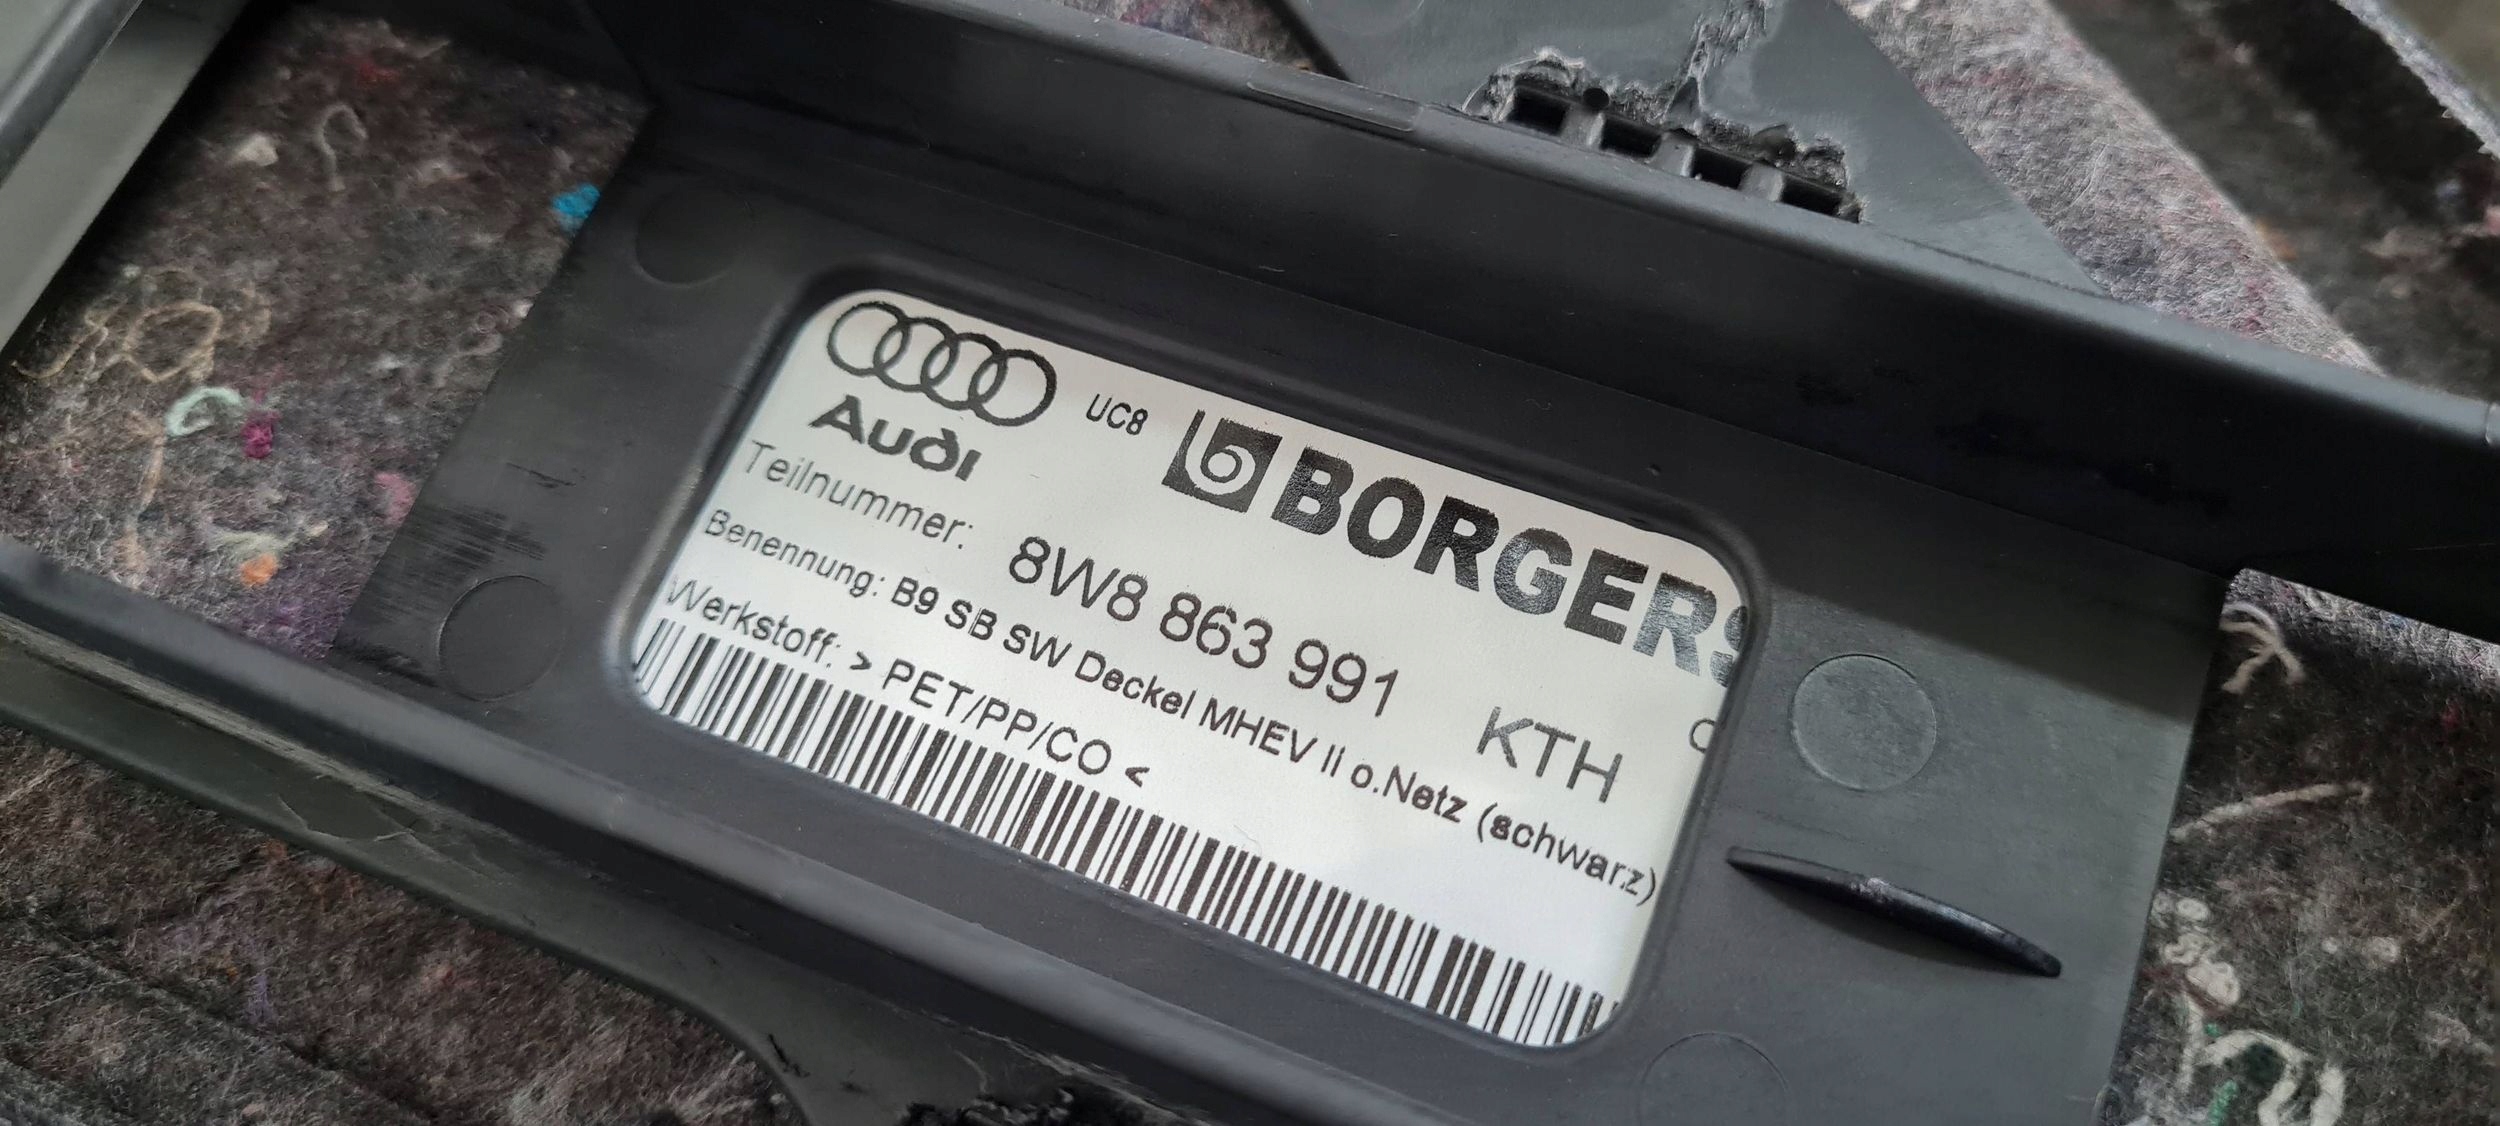 Audi UC8 BORGERS
Teilnummer: 8W8 863 991 KTH
Benennung: B9 SB SW Deckel MHEV li o.Netz (schwarz)
Werkstoff: > PET/PP/CO <